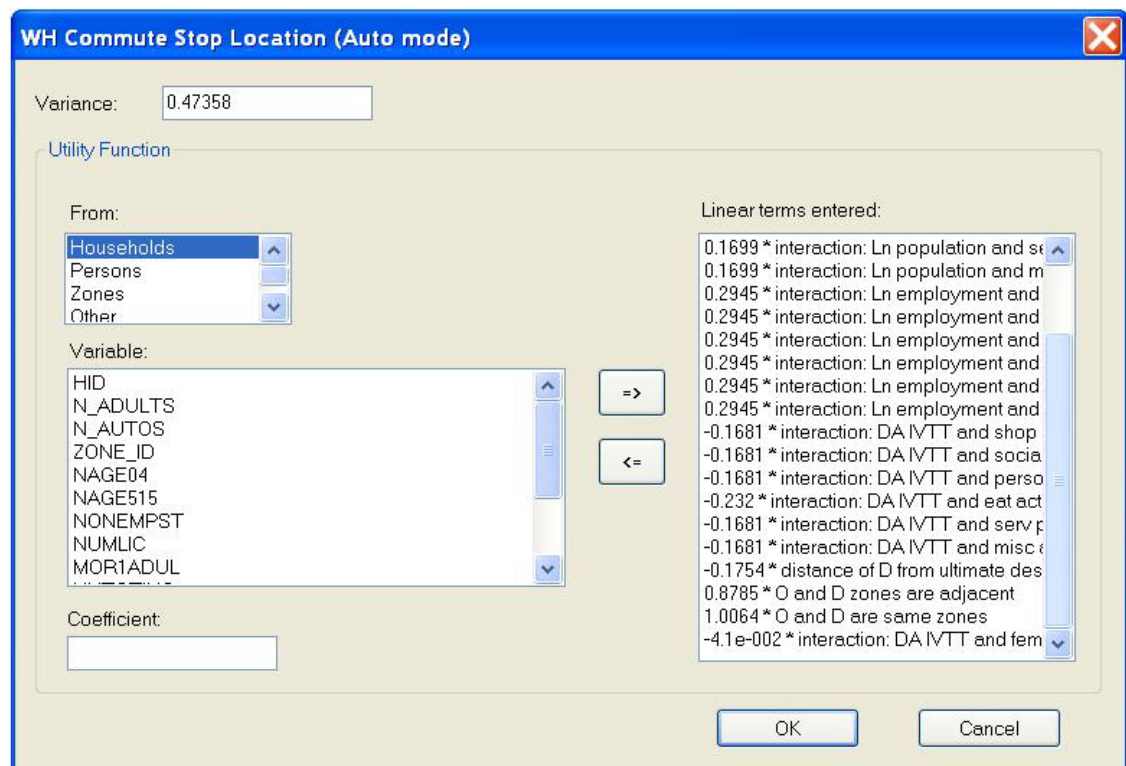 WH Commute Stop Location (Auto mode)
Variance: 0.47358
Utility Function
From:
Households
Persons
Zones
Other
Variable:
HID
N_ADULTS
N_AUTOS
ZONE_ID
NAGE04
NAGE515
NONEMPST
NUMLIC
MOR1ADUL
Coefficient:
=>
<=
Linear terms entered:
0.1699 * interaction: Ln population and se
0.1699 * interaction: Ln population and m
0.2945 * interaction: Ln employment and
0.2945 * interaction: Ln employment and
0.2945 * interaction: Ln employment and
0.2945 * interaction: Ln employment and
0.2945 * interaction: Ln employment and
0.2945 * interaction: Ln employment and
-0.1681 * interaction: DA IVTT and shop
-0.1681 * interaction: DA IVTT and socia
-0.1681 * interaction: DA IVTT and perso
-0.232 * interaction: DA IVTT and eat act
-0.1681 * interaction: DA IVTT and serv p
-0.1681 * interaction: DA IVTT and misc a
-0.1754 * distance of D from ultimate des
0.8785 * O and D zones are adjacent
1.0064 * O and D are same zones
-4.1e-002 * interaction: DA IVTT and fem
OK
Cancel